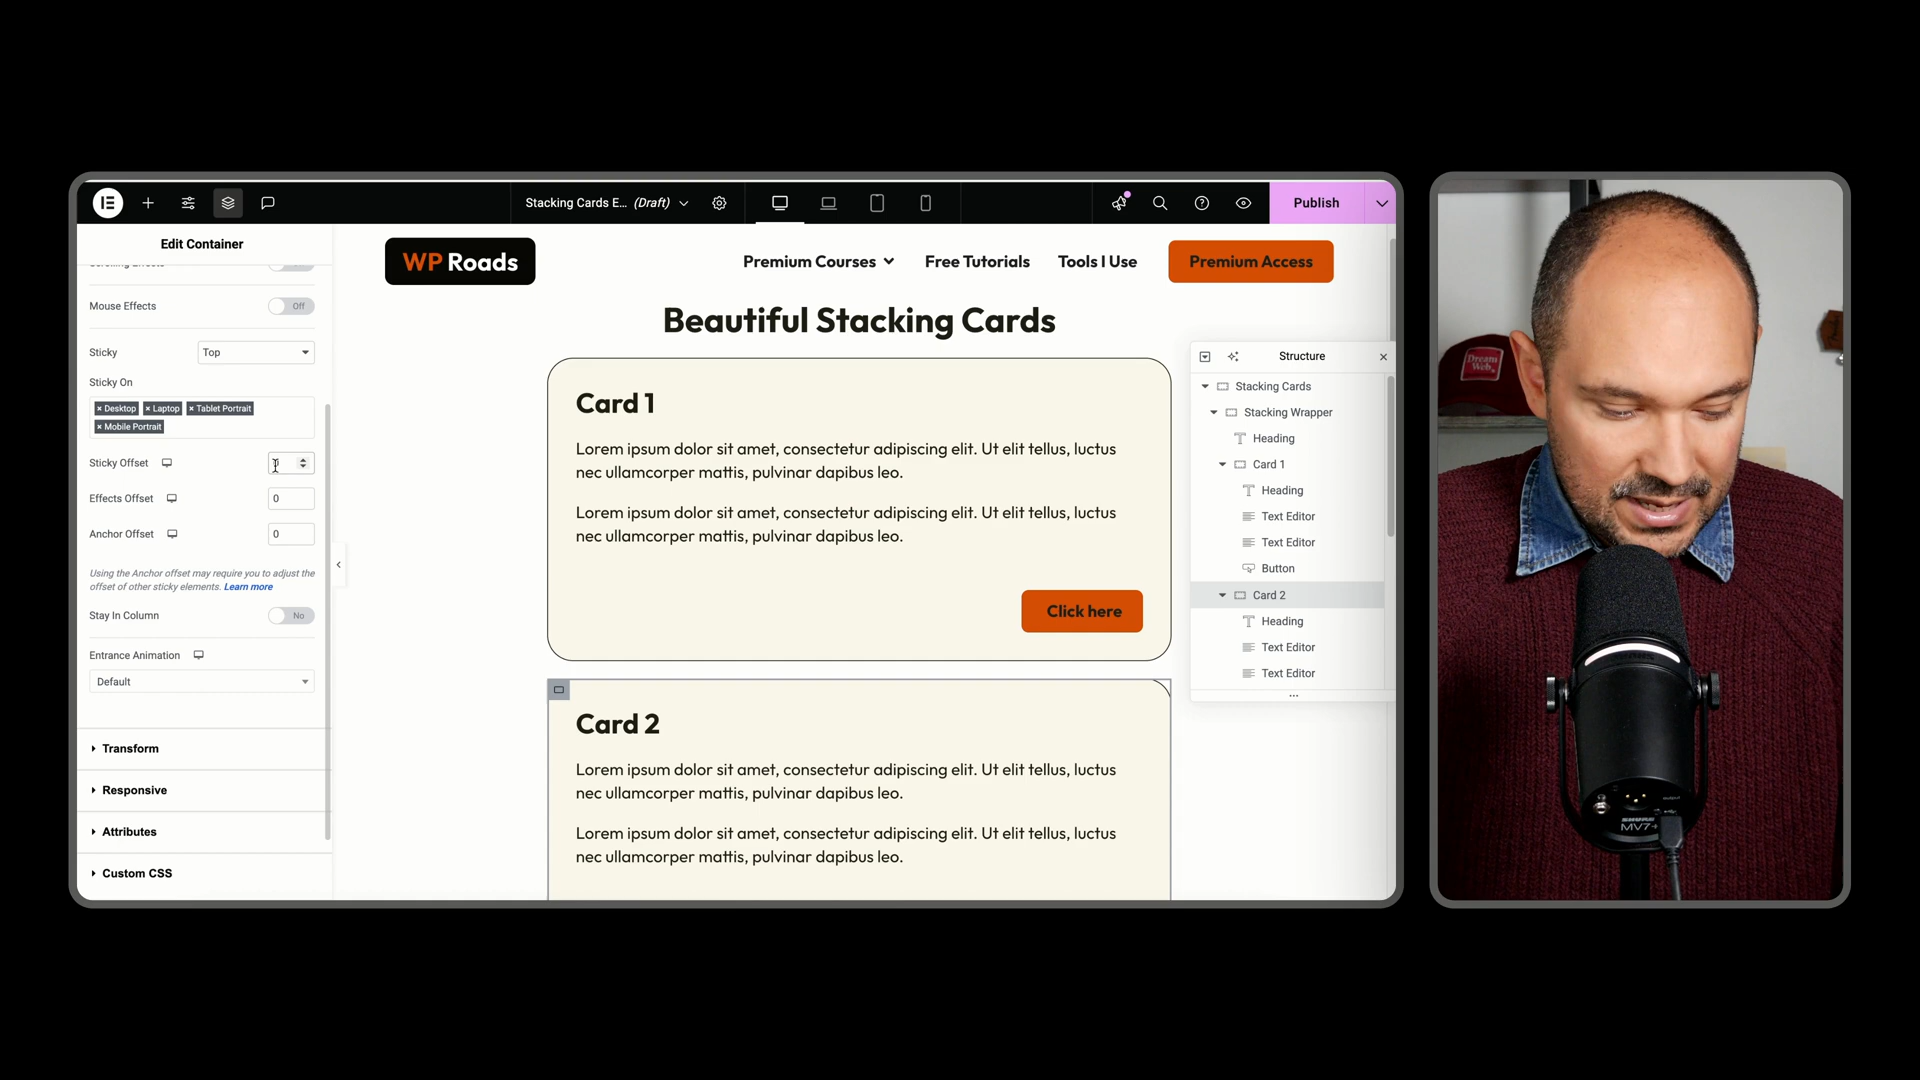 Stacking Cards E... (Draft)
Publish
Edit Container
Mouse Effects
Off
Sticky
Top
Sticky On
× Desktop
× Laptop
× Tablet Portrait
× Mobile Portrait
Sticky Offset
Effects Offset
0
Anchor Offset
0
Using the Anchor offset may require you to adjust the
offset of other sticky elements. Learn more
Stay In Column
No
Entrance Animation
Default
Transform
Responsive
Attributes
Custom CSS
WP Roads
Premium Courses
Free Tutorials
Tools I Use
Premium Access
Beautiful Stacking Cards
Card 1
Lorem ipsum dolor sit amet, consectetur adipiscing elit. Ut elit tellus, luctus
nec ullamcorper mattis, pulvinar dapibus leo.
Lorem ipsum dolor sit amet, consectetur adipiscing elit. Ut elit tellus, luctus
nec ullamcorper mattis, pulvinar dapibus leo.
Click here
Card 2
Lorem ipsum dolor sit amet, consectetur adipiscing elit. Ut elit tellus, luctus
nec ullamcorper mattis, pulvinar dapibus leo.
Lorem ipsum dolor sit amet, consectetur adipiscing elit. Ut elit tellus, luctus
nec ullamcorper mattis, pulvinar dapibus leo.
Structure
Stacking Cards
Stacking Wrapper
Heading
Card 1
Heading
Text Editor
Text Editor
Button
Card 2
Heading
Text Editor
Text Editor
Dream
Web.
SHURE
MV7+